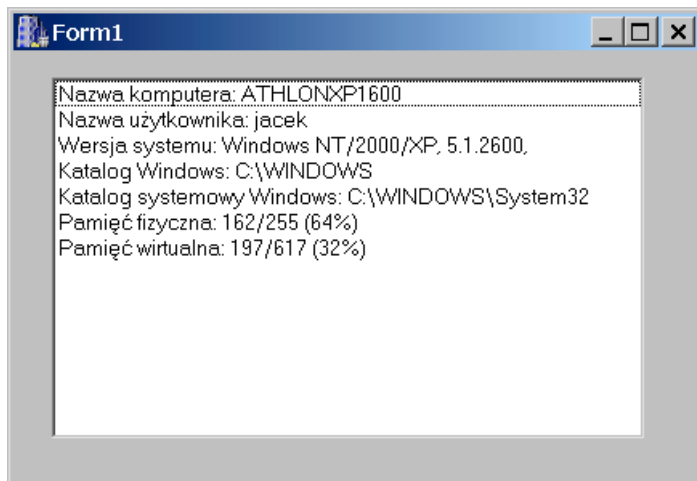 Form1
Nazwa komputera: ATHLONXP1600
Nazwa użytkownika: jacek
Wersja systemu: Windows NT/2000/XP, 5.1.2600,
Katalog Windows: C:\WINDOWS
Katalog systemowy Windows: C:\WINDOWS\System32
Pamięć fizyczna: 162/255 (64%)
Pamięć wirtualna: 197/617 (32%)